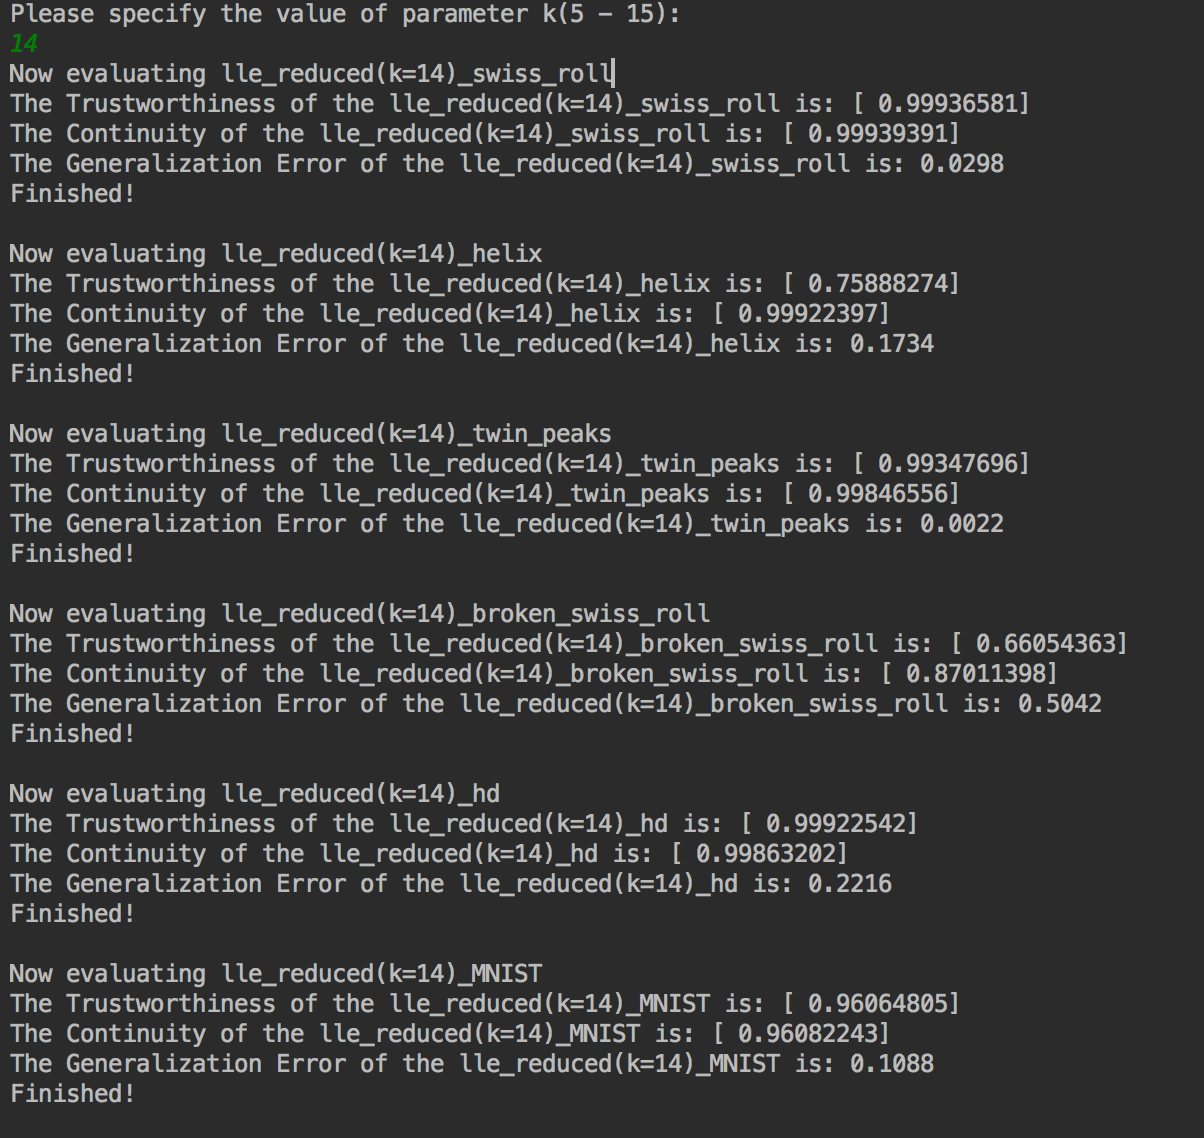 Please specify the value of parameter k(5 – 15):
14
Now evaluating lle_reduced(k=14)_swiss_roll
The Trustworthiness of the lle_reduced(k=14)_swiss_roll is: [ 0.99936581]
The Continuity of the lle_reduced(k=14)_swiss_roll is: [ 0.99939391]
The Generalization Error of the lle_reduced(k=14)_swiss_roll is: 0.0298
Finished!
Now evaluating lle_reduced(k=14)_helix
The Trustworthiness of the lle_reduced(k=14)_helix is: [ 0.75888274]
The Continuity of the lle_reduced(k=14)_helix is: [ 0.99922397]
The Generalization Error of the lle_reduced(k=14)_helix is: 0.1734
Finished!
Now evaluating lle_reduced(k=14)_twin_peaks
The Trustworthiness of the lle_reduced(k=14)_twin_peaks is: [ 0.99347696]
The Continuity of the lle_reduced(k=14)_twin_peaks is: [ 0.99846556]
The Generalization Error of the lle_reduced(k=14)_twin_peaks is: 0.0022
Finished!
Now evaluating lle_reduced(k=14)_broken_swiss_roll
The Trustworthiness of the lle_reduced(k=14)_broken_swiss_roll is: [ 0.66054363]
The Continuity of the lle_reduced(k=14)_broken_swiss_roll is: [ 0.87011398]
The Generalization Error of the lle_reduced(k=14)_broken_swiss_roll is: 0.5042
Finished!
Now evaluating lle_reduced(k=14)_hd
The Trustworthiness of the lle_reduced(k=14)_hd is: [ 0.99922542]
The Continuity of the lle_reduced(k=14)_hd is: [ 0.99863202]
The Generalization Error of the lle_reduced(k=14)_hd is: 0.2216
Finished!
Now evaluating lle_reduced(k=14)_MNIST
The Trustworthiness of the lle_reduced(k=14)_MNIST is: [ 0.96064805]
The Continuity of the lle_reduced(k=14)_MNIST is: [ 0.96082243]
The Generalization Error of the lle_reduced(k=14)_MNIST is: 0.1088
Finished!